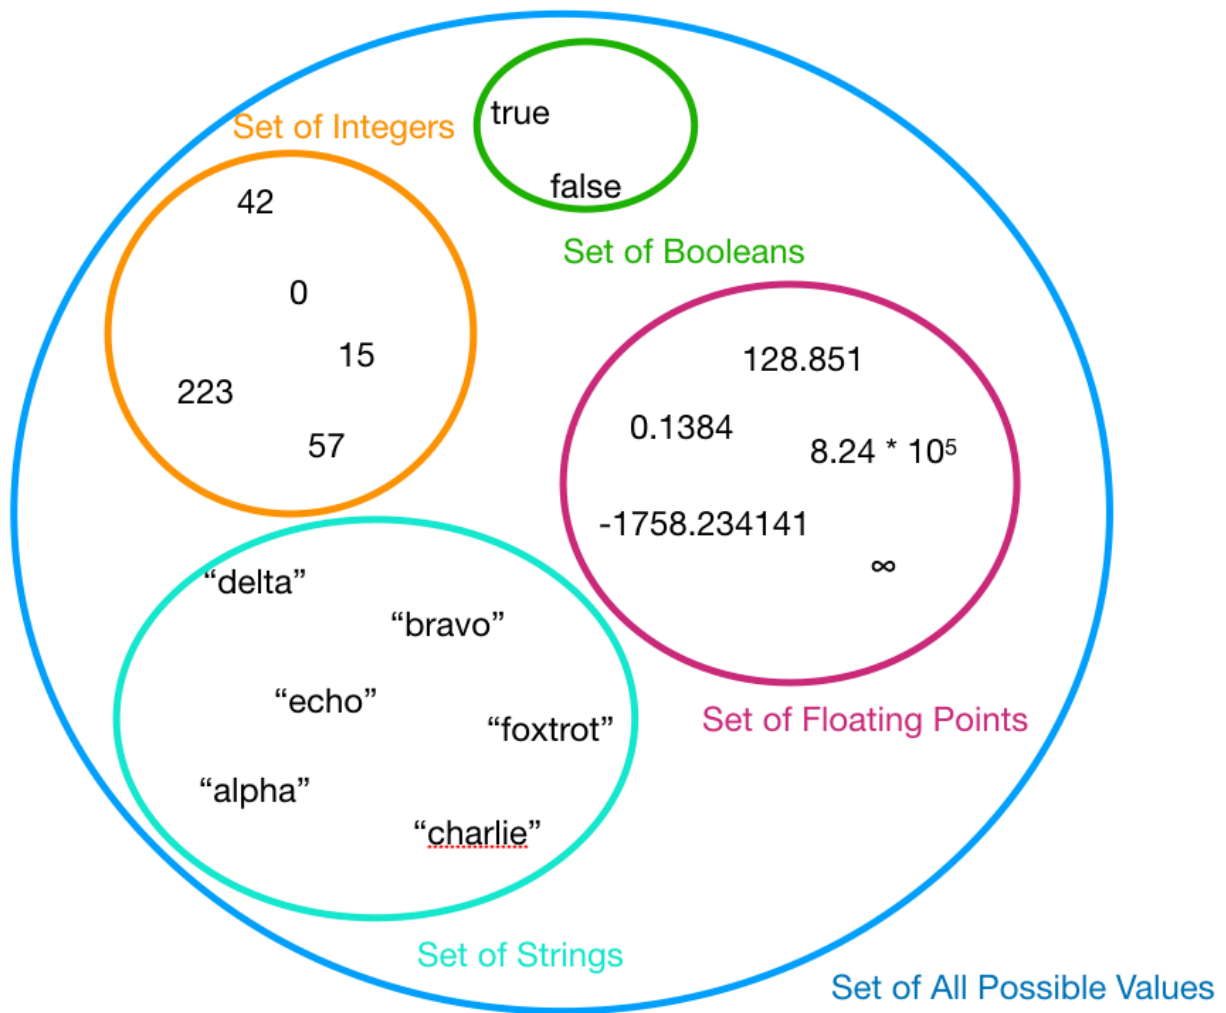 true
Set of Integers
false
42
Set of Booleans
0
15
128.851
223
0.1384
57
8.24 * 10⁵
-1758.234141
∞
“delta”
“bravo”
“echo”
“foxtrot”
Set of Floating Points
“alpha”
“charlie”
Set of Strings
Set of All Possible Values